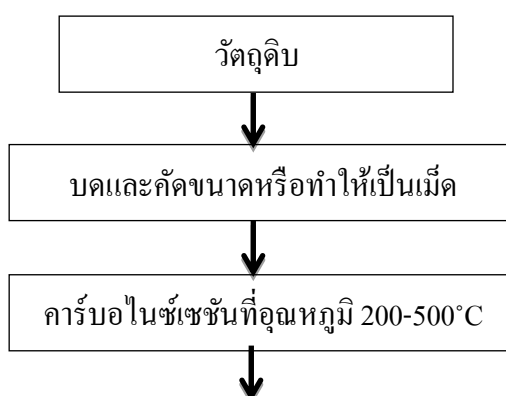 วัตถุดิบ
บดและคัดขนาดหรือทำให้เป็นเม็ด
คาร์บอไนซ์เซชันที่อุณหภูมิ 200-500°C